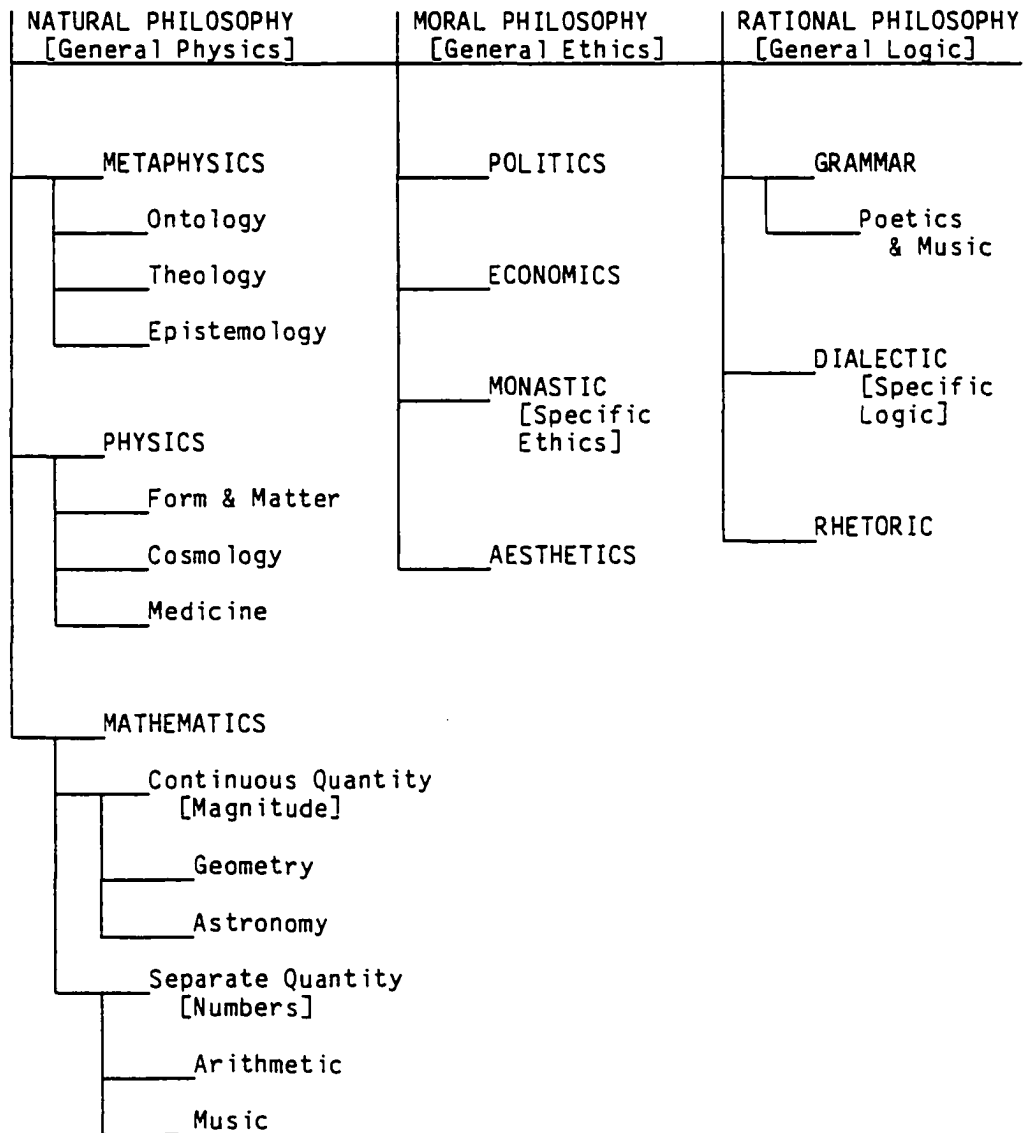 NATURAL PHILOSOPHY
[General Physics]
METAPHYSICS
Ontology
Theology
Epistemology
PHYSICS
Form & Matter
Cosmology
Medicine
MATHEMATICS
Continuous Quantity
[Magnitude]
Geometry
Astronomy
Separate Quantity
[Numbers]
Arithmetic
Music
MORAL PHILOSOPHY
[General Ethics]
POLITICS
ECONOMICS
MONASTIC
[Specific
Ethics]
AESTHETICS
RATIONAL PHILOSOPHY
[General Logic]
GRAMMAR
Poetics
& Music
DIALECTIC
[Specific
Logic]
RHETORIC